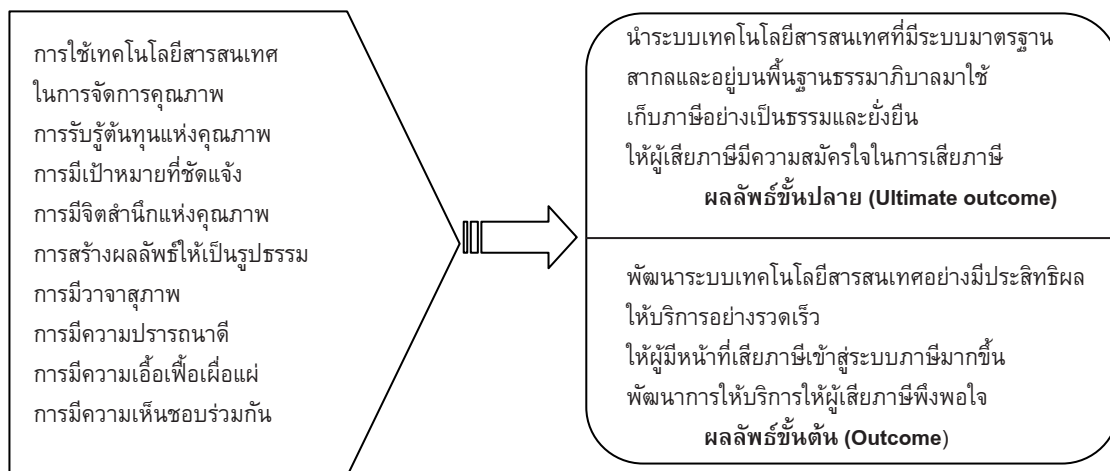 การใช้เทคโนโลยีสารสนเทศ
ในการจัดการคุณภาพ
การรับรู้ต้นทุนแห่งคุณภาพ
การมีเป้าหมายที่ชัดแจ้ง
การมีจิตสำนึกแห่งคุณภาพ
การสร้างผลลัพธ์ให้เป็นรูปธรรม
การมีวาจาสุภาพ
การมีความปรารถนาดี
การมีความเอื้อเฟื้อเผื่อแผ่
การมีความเห็นชอบร่วมกัน
นำระบบเทคโนโลยีสารสนเทศที่มีระบบมาตรฐาน
สากลและอยู่บนพื้นฐานธรรมาภิบาลมาใช้
เก็บภาษีอย่างเป็นธรรมและยั่งยืน
ให้ผู้เสียภาษีมีความสมัครใจในการเสียภาษี
ผลลัพธ์ขั้นปลาย (Ultimate outcome)
พัฒนาระบบเทคโนโลยีสารสนเทศอย่างมีประสิทธิผล
ให้บริการอย่างรวดเร็ว
ให้ผู้มีหน้าที่เสียภาษีเข้าสู่ระบบภาษีมากขึ้น
พัฒนาการให้บริการให้ผู้เสียภาษีพึงพอใจ
ผลลัพธ์ขั้นต้น (Outcome)